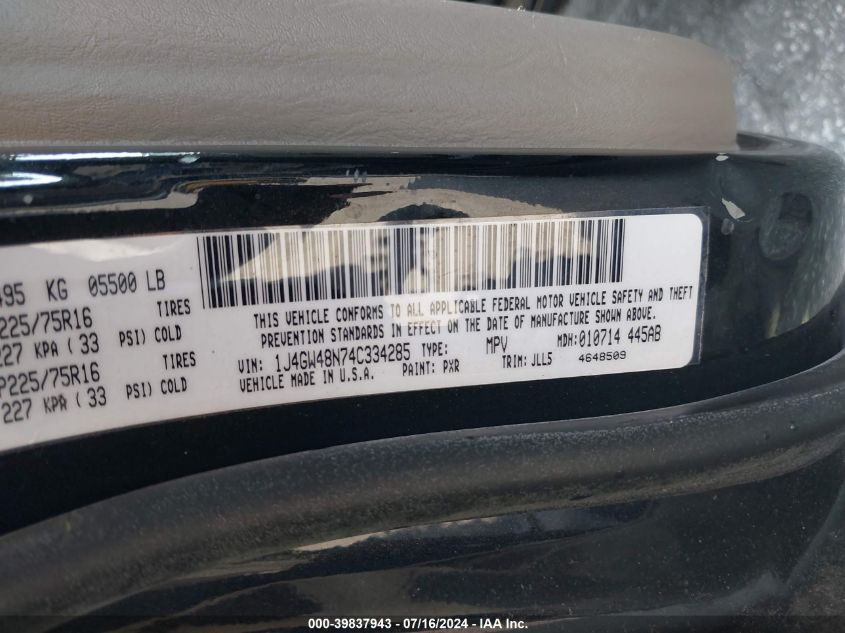 495 KG 05500 LB
P225/75R16 TIRES
227 KPA ( 33 PSI) COLD
P225/75R16 TIRES
227 KPA ( 33 PSI) COLD
THIS VEHICLE CONFORMS TO ALL APPLICABLE FEDERAL MOTOR VEHICLE SAFETY AND THEFT
PREVENTION STANDARDS IN EFFECT ON THE DATE OF MANUFACTURE SHOWN ABOVE.
VIN: 1J4GW48N74C334285 TYPE: MPV MDH: 010714 445AB
VEHICLE MADE IN U.S.A. PAINT: PXR TRIM: JLL5 4648509
000-39837943 - 07/16/2024 - IAA Inc.